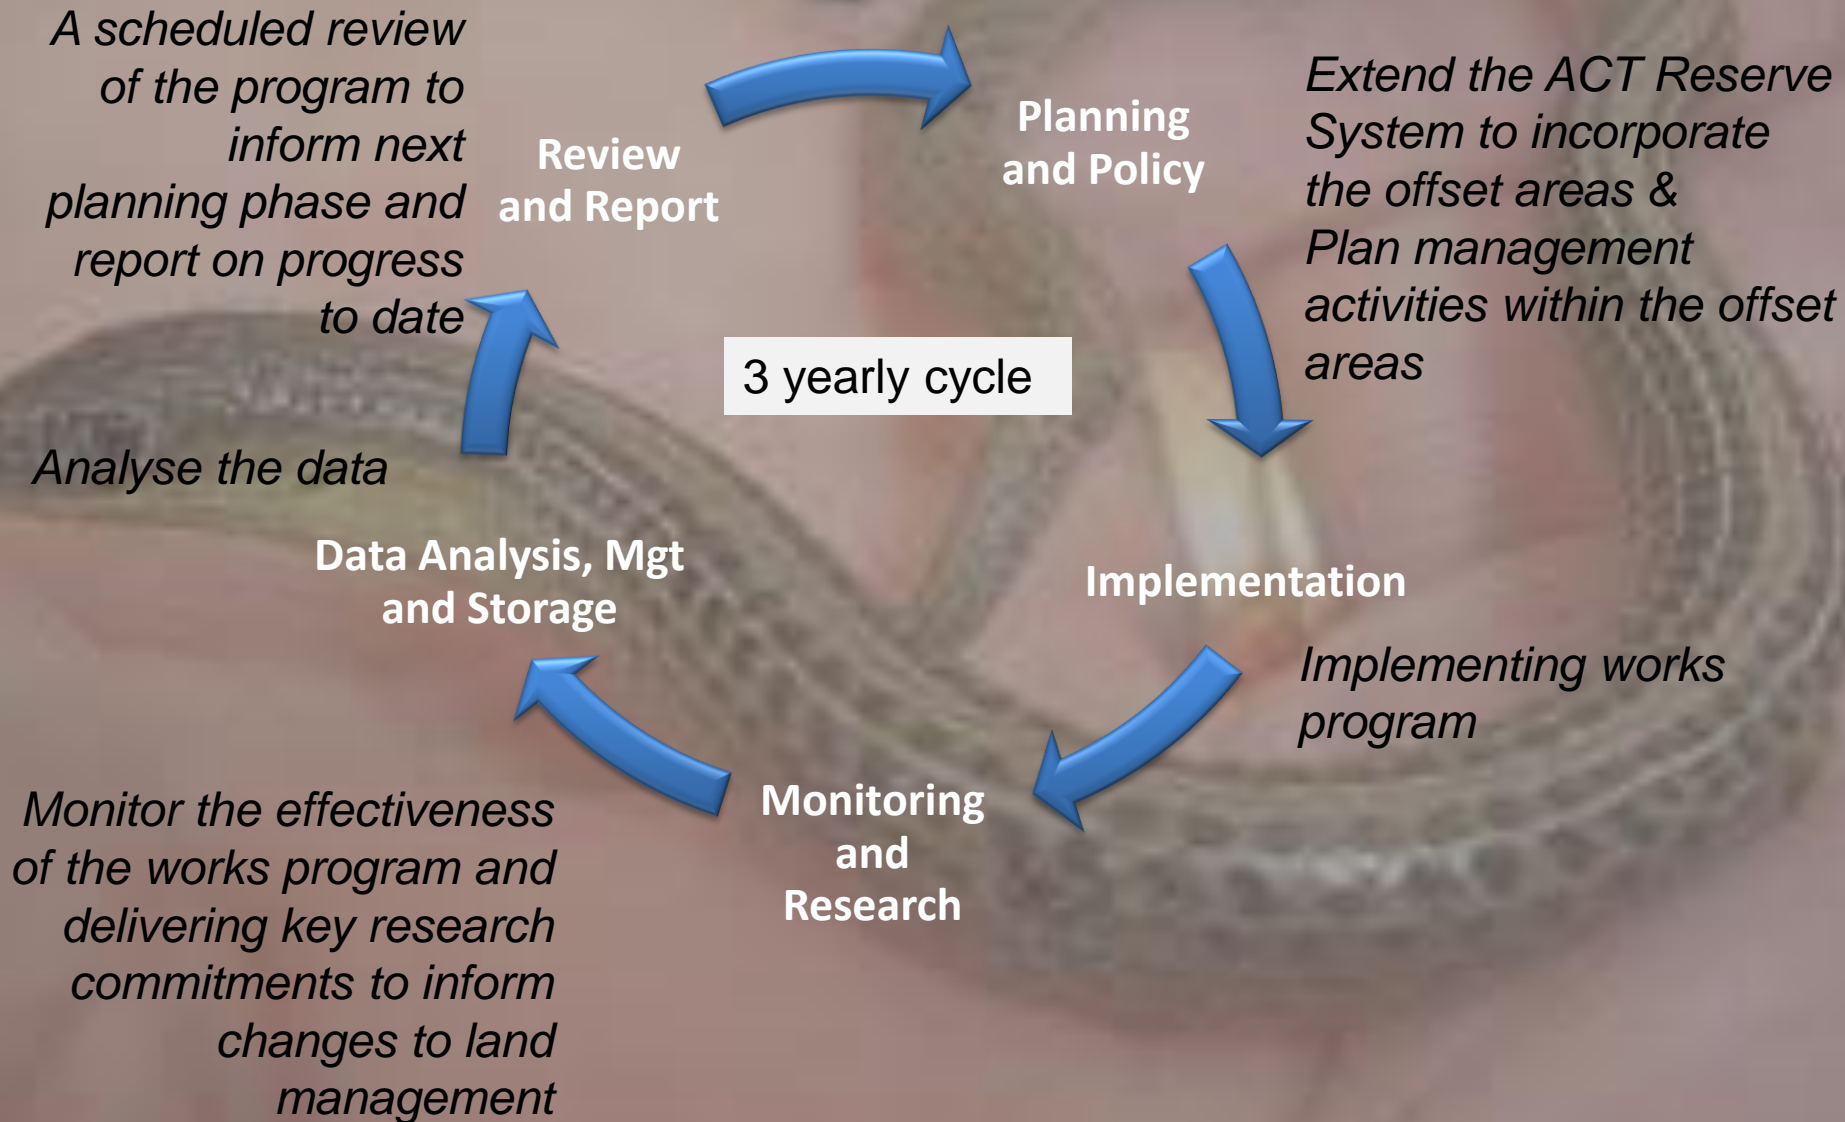 A scheduled review
of the program to
inform next
planning phase and
report on progress
to date
Review
and Report
Planning
and Policy
Extend the ACT Reserve
System to incorporate
the offset areas &
Plan management
activities within the offset
areas
3 yearly cycle
Analyse the data
Data Analysis, Mgt
and Storage
Implementation
Implementing works
program
Monitoring
and
Research
Monitor the effectiveness
of the works program and
delivering key research
commitments to inform
changes to land
management